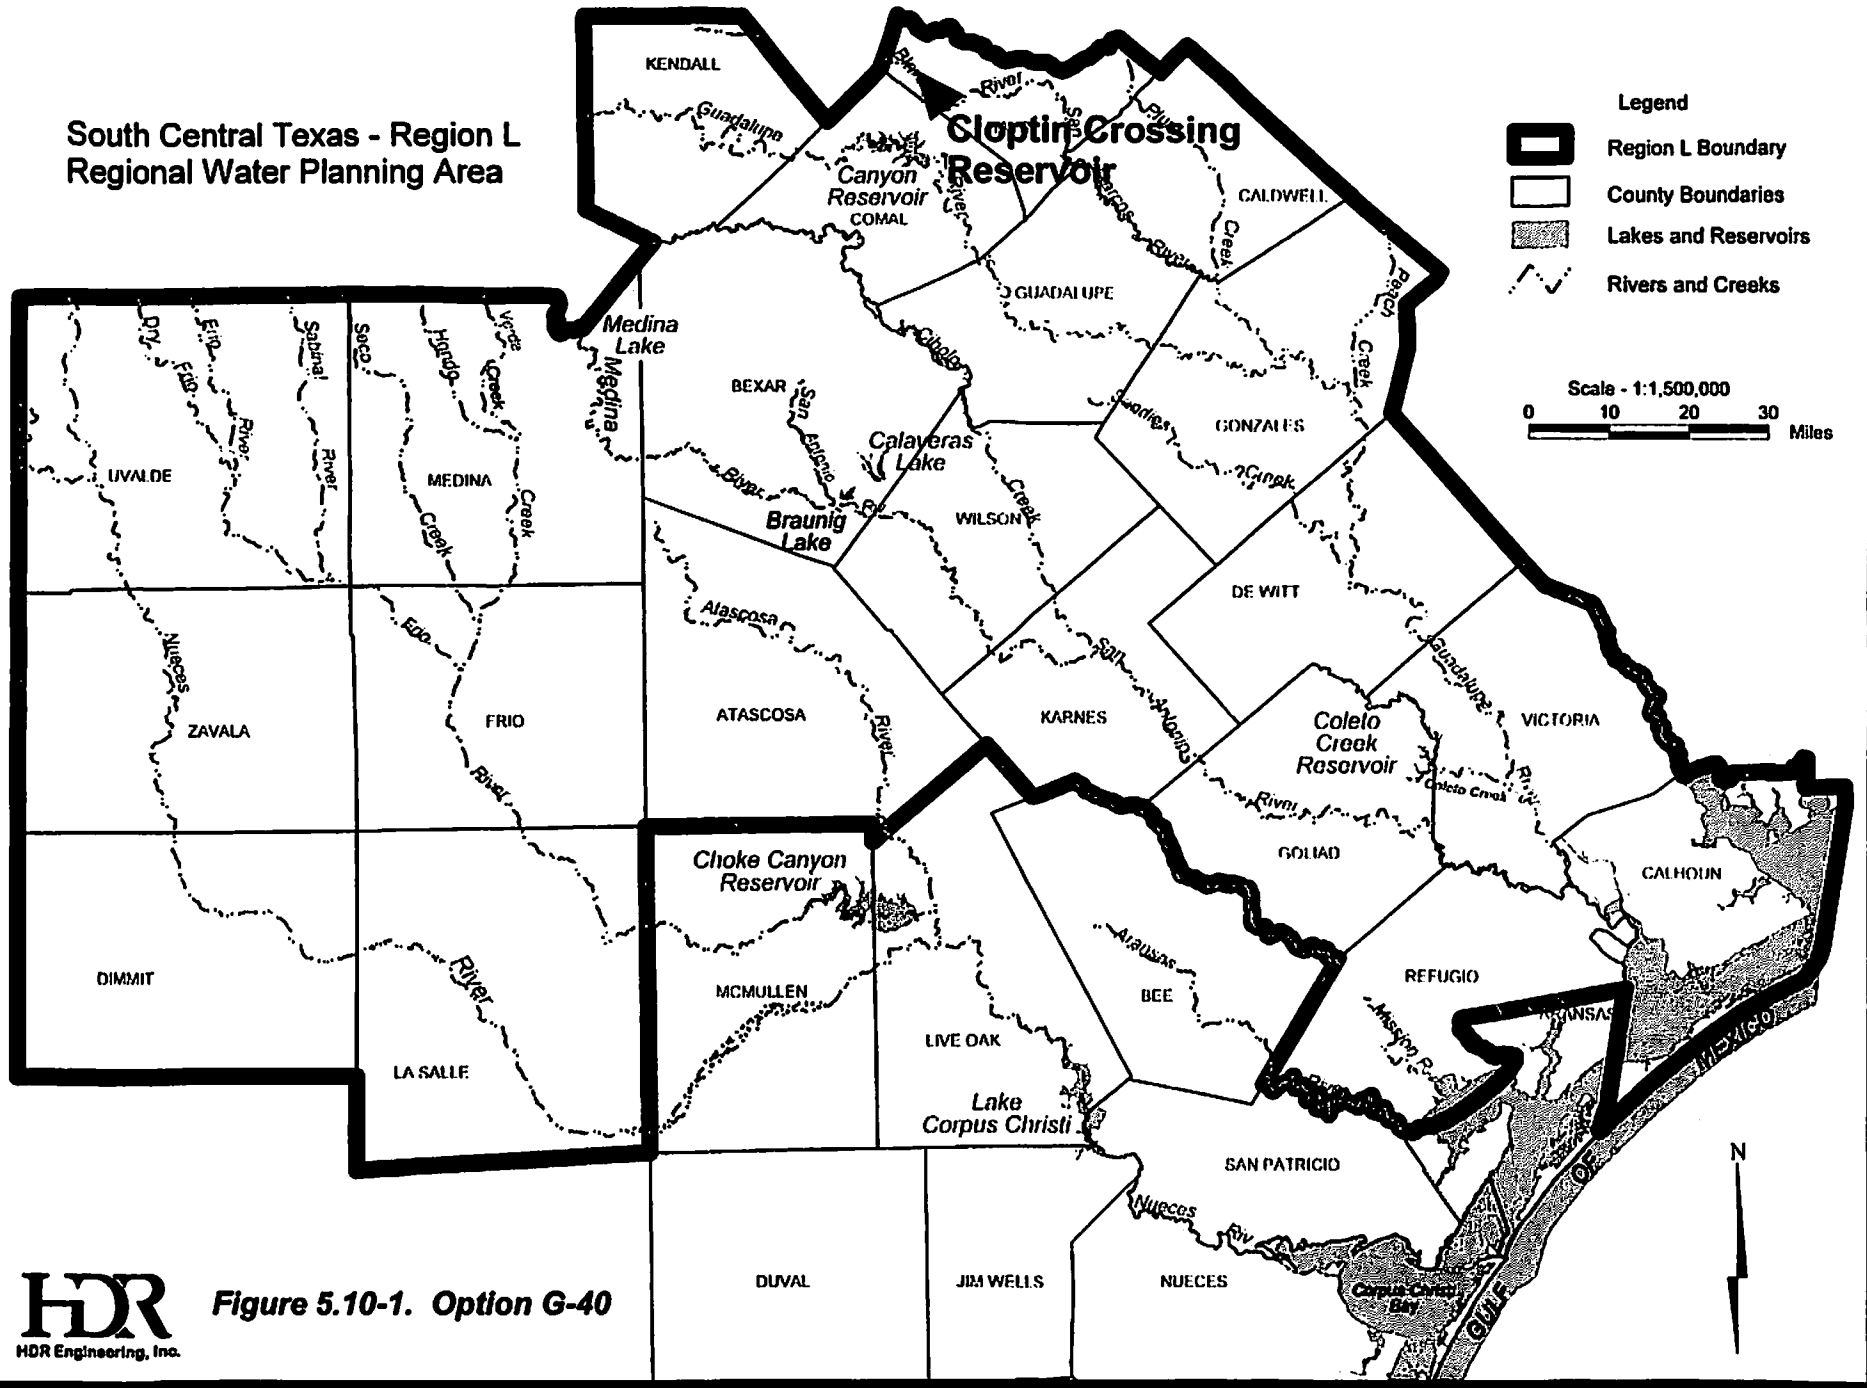 South Central Texas - Region L
Regional Water Planning Area
KENDALL
Guadalupe
River
Cloptin Crossing
Reservoir
Canyon
Reservoir
COMAL
River
San
Marcos
River
CALDWELL
Creek
Peach
Creek
Legend
Region L Boundary
County Boundaries
Lakes and Reservoirs
Rivers and Creeks
Scale - 1:1,500,000
0 10 20 30
Miles
GUADALUPE
Medina
Lake
Medina
River
BEXAR
San
Antonio
Cibolo
Creek
Calaveras
Lake
Braunig
Lake
WILSON
GONZALES
Sandies
Creek
Dry
Frio
Frio
River
Sabinal
River
Seco
Creek
Hondo
Verde
Creek
Creek
UVALDE
MEDINA
DE WITT
Atascosa
River
Frio
River
Nueces
River
ZAVALA
FRIO
ATASCOSA
KARNES
San
Antonio
River
Guadalupe
Coleto
Creek
Reservoir
Coleto Creek
VICTORIA
GOLIAD
CALHOUN
Choke Canyon
Reservoir
DIMMIT
LA SALLE
MCMULLEN
LIVE OAK
Aransas
BEE
REFUGIO
Mission R.
ARANSAS
Lake
Corpus Christi
SAN PATRICIO
Nueces
Riv
Corpus Christi
Bay
GULF OF MEXICO
DUVAL
JIM WELLS
NUECES
N
HDR
HDR Engineering, Inc.
Figure 5.10-1. Option G-40